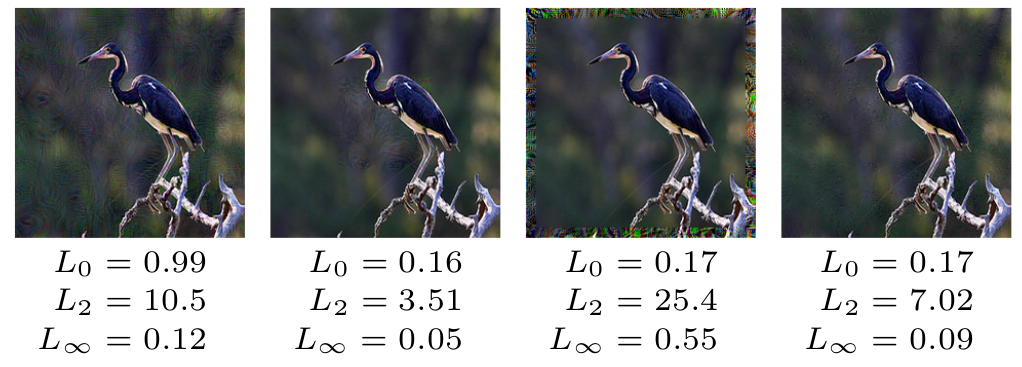 L₀ = 0.99 L₀ = 0.16 L₀ = 0.17 L₀ = 0.17
L₂ = 10.5 L₂ = 3.51 L₂ = 25.4 L₂ = 7.02
L∞ = 0.12 L∞ = 0.05 L∞ = 0.55 L∞ = 0.09